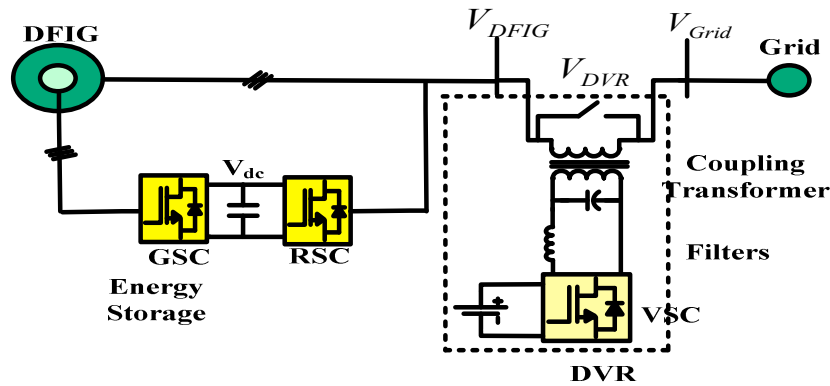 DFIG
V_DFIG
V_Grid
Grid
V_DVR
V_dc
Coupling
Transformer
GSC
RSC
Filters
Energy
Storage
VSC
DVR